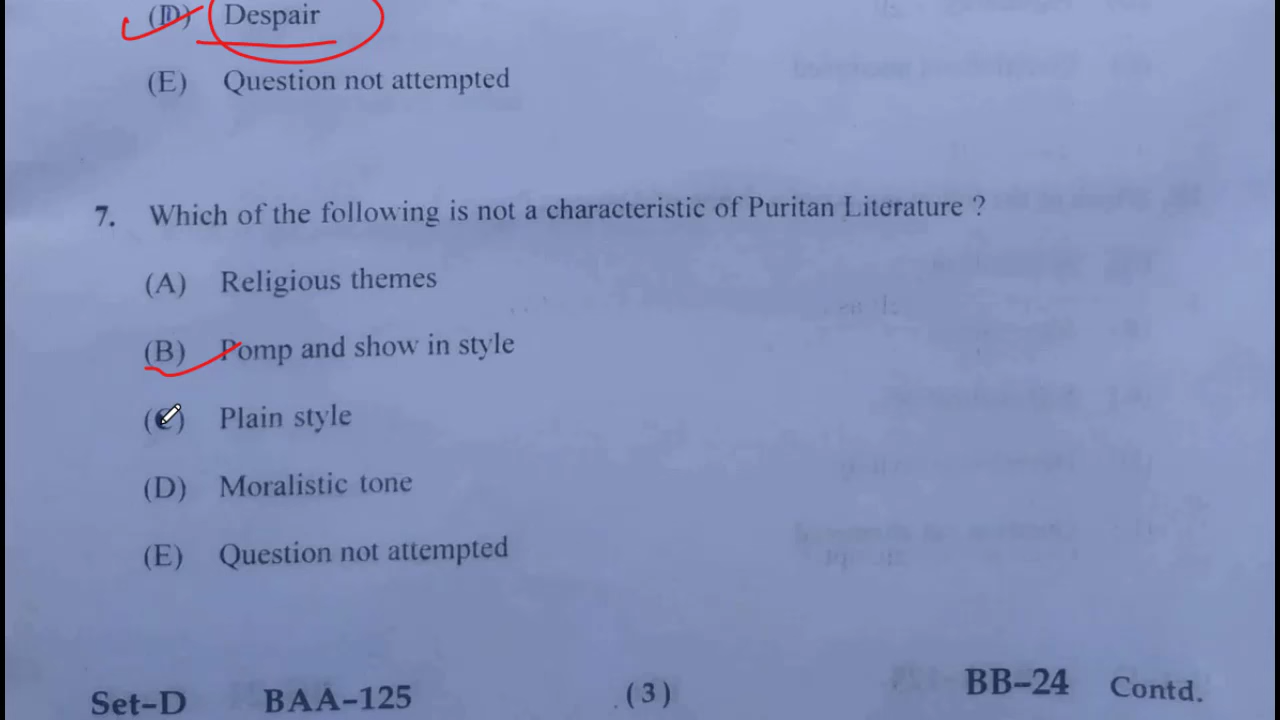 (D) Despair
(E) Question not attempted
7. Which of the following is not a characteristic of Puritan Literature ?
(A) Religious themes
(B) Pomp and show in style
(C) Plain style
(D) Moralistic tone
(E) Question not attempted
Set–D BAA–125 (3) BB–24 Contd.